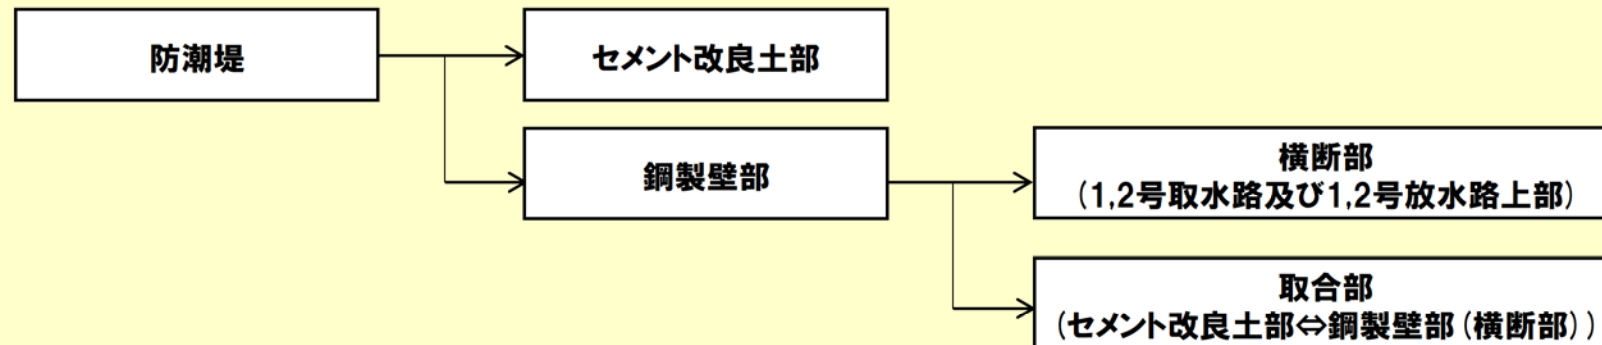 防潮堤
セメント改良土部
鋼製壁部
横断部
(1,2号取水路及び1,2号放水路上部)
取合部
(セメント改良土部⇔鋼製壁部(横断部))